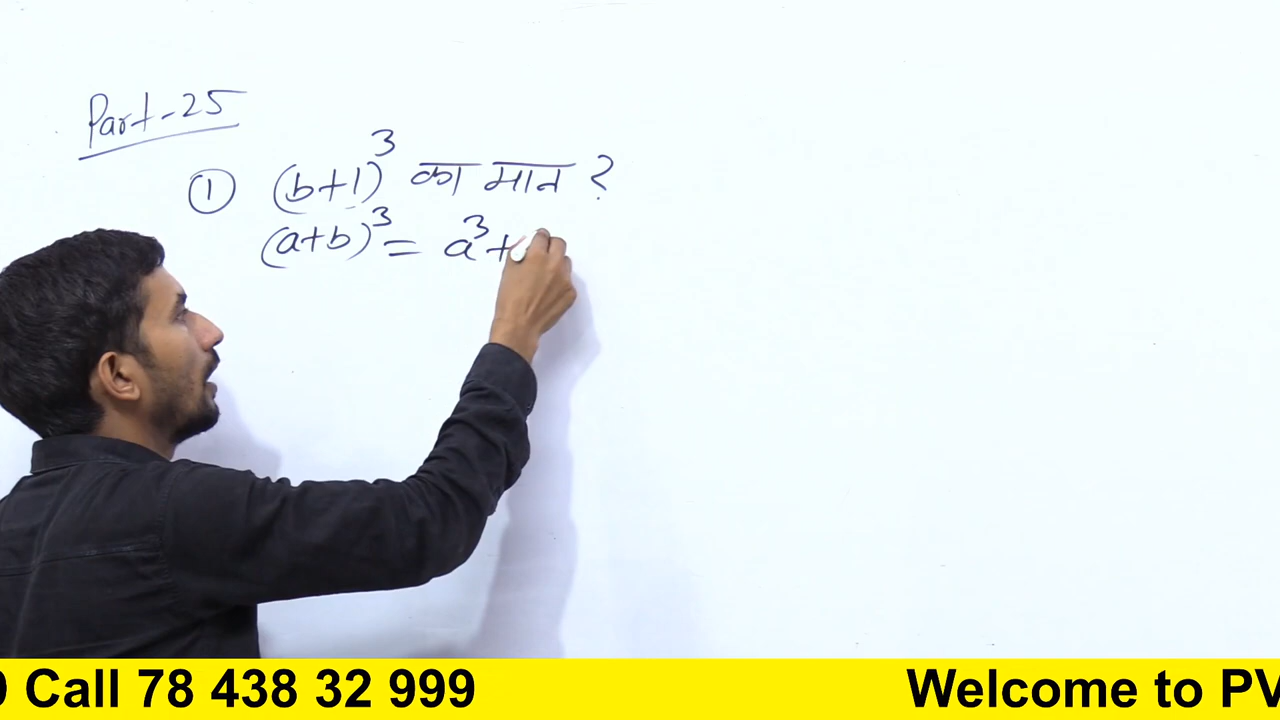 Part-25
① (b+1)³ का मान ?
(a+b)³ = a³+
Call 78 438 32 999
Welcome to PV